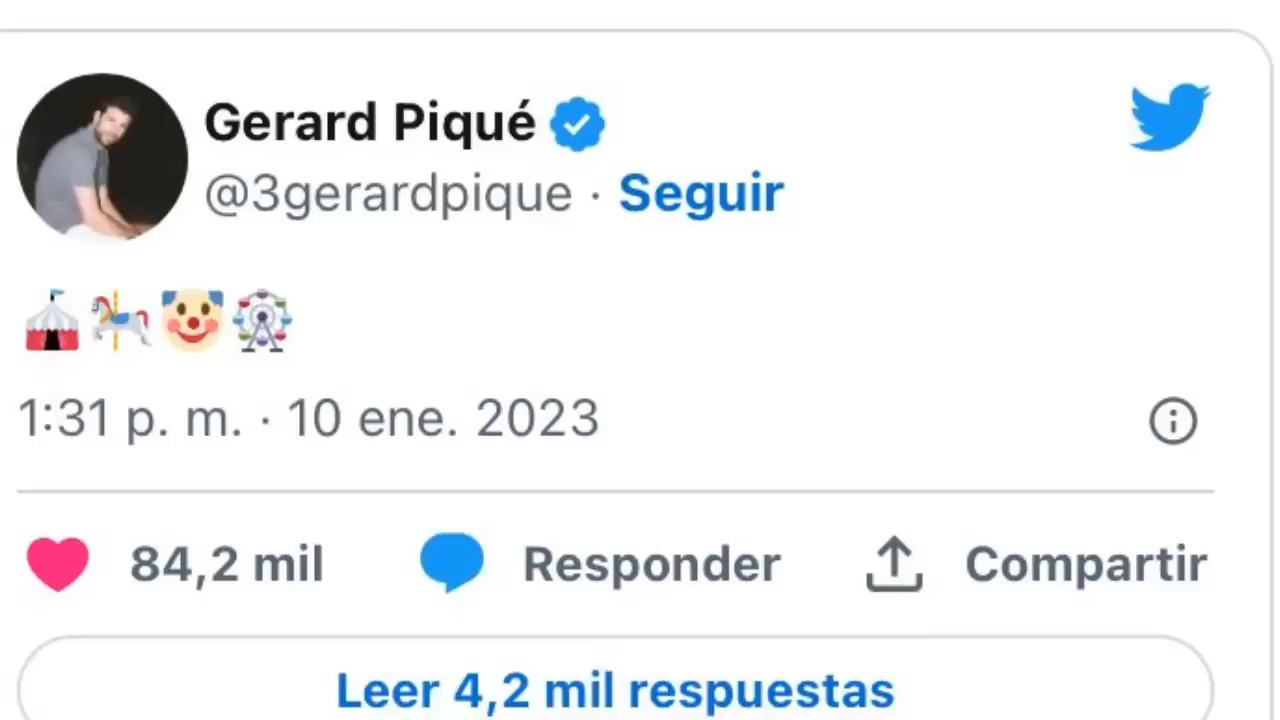 Gerard Piqué
@3gerardpique · Seguir
🎪🎠🤡🎡
1:31 p. m. · 10 ene. 2023
84,2 mil Responder Compartir
Leer 4,2 mil respuestas